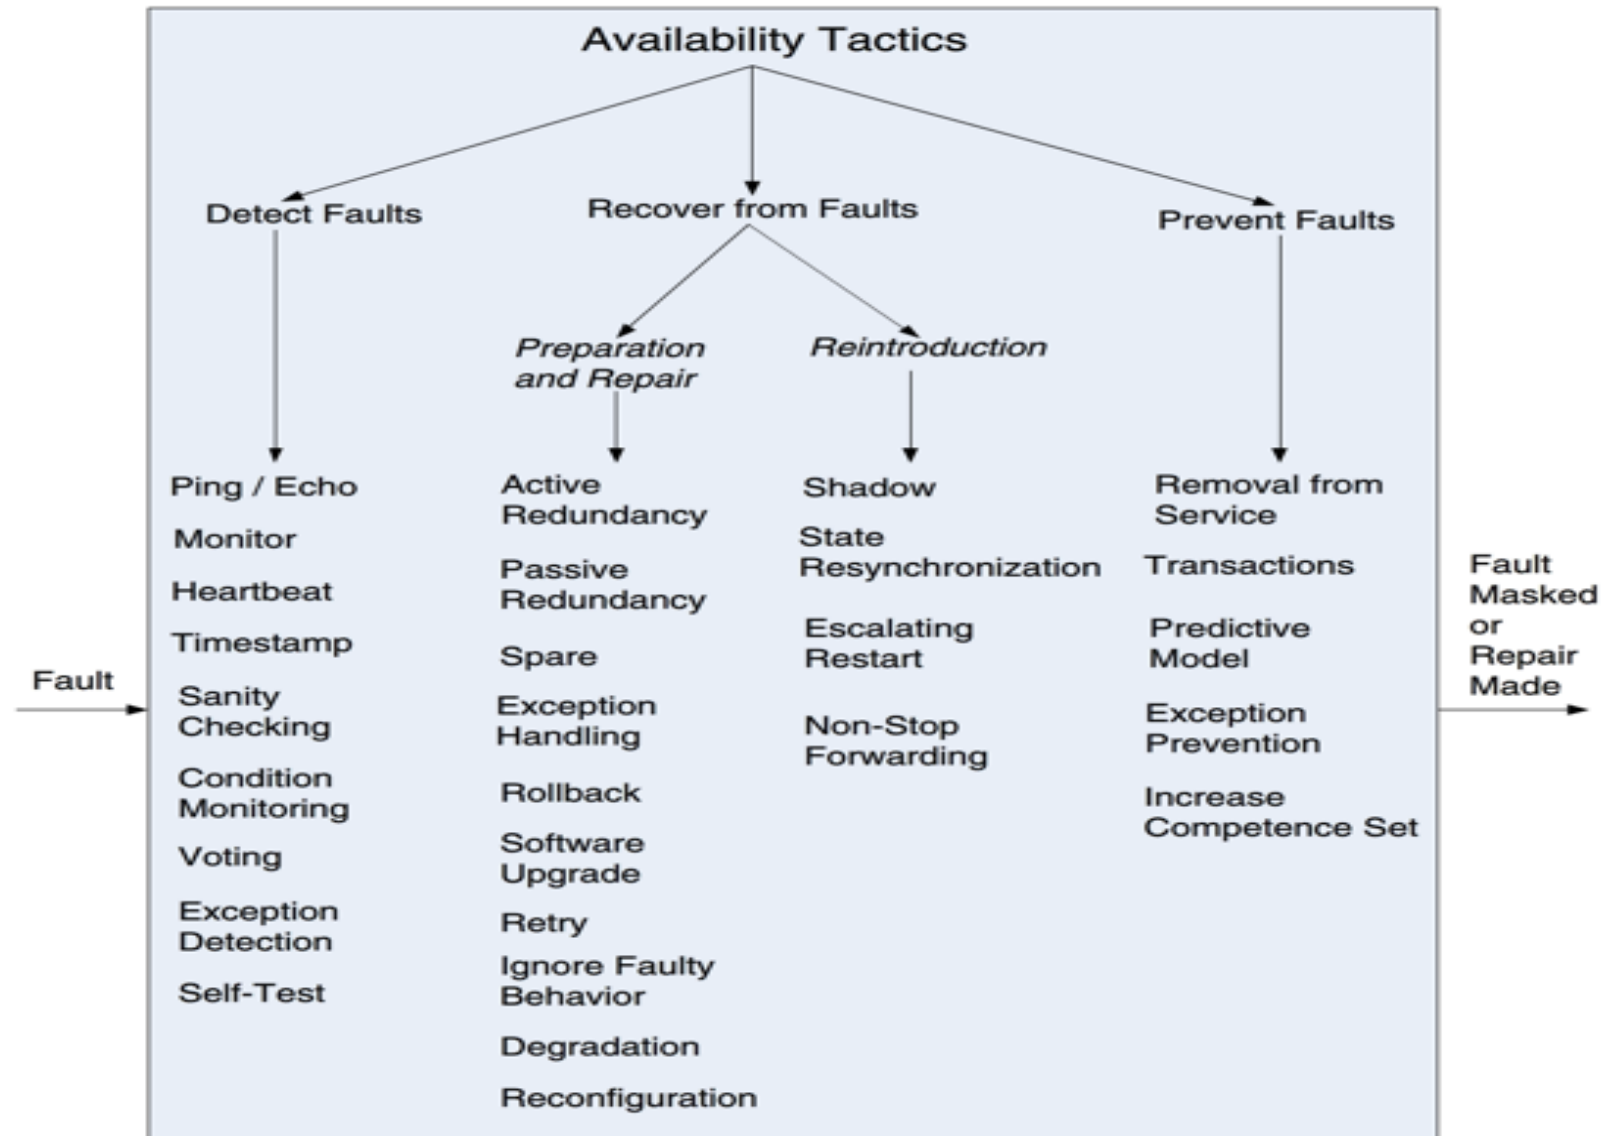 Availability Tactics
Detect Faults
Recover from Faults
Prevent Faults
Preparation
and Repair
Reintroduction
Ping / Echo
Monitor
Heartbeat
Timestamp
Sanity
Checking
Condition
Monitoring
Voting
Exception
Detection
Self-Test
Active
Redundancy
Passive
Redundancy
Spare
Exception
Handling
Rollback
Software
Upgrade
Retry
Ignore Faulty
Behavior
Degradation
Reconfiguration
Shadow
State
Resynchronization
Escalating
Restart
Non-Stop
Forwarding
Removal from
Service
Transactions
Predictive
Model
Exception
Prevention
Increase
Competence Set
Fault
Fault
Masked
or
Repair
Made